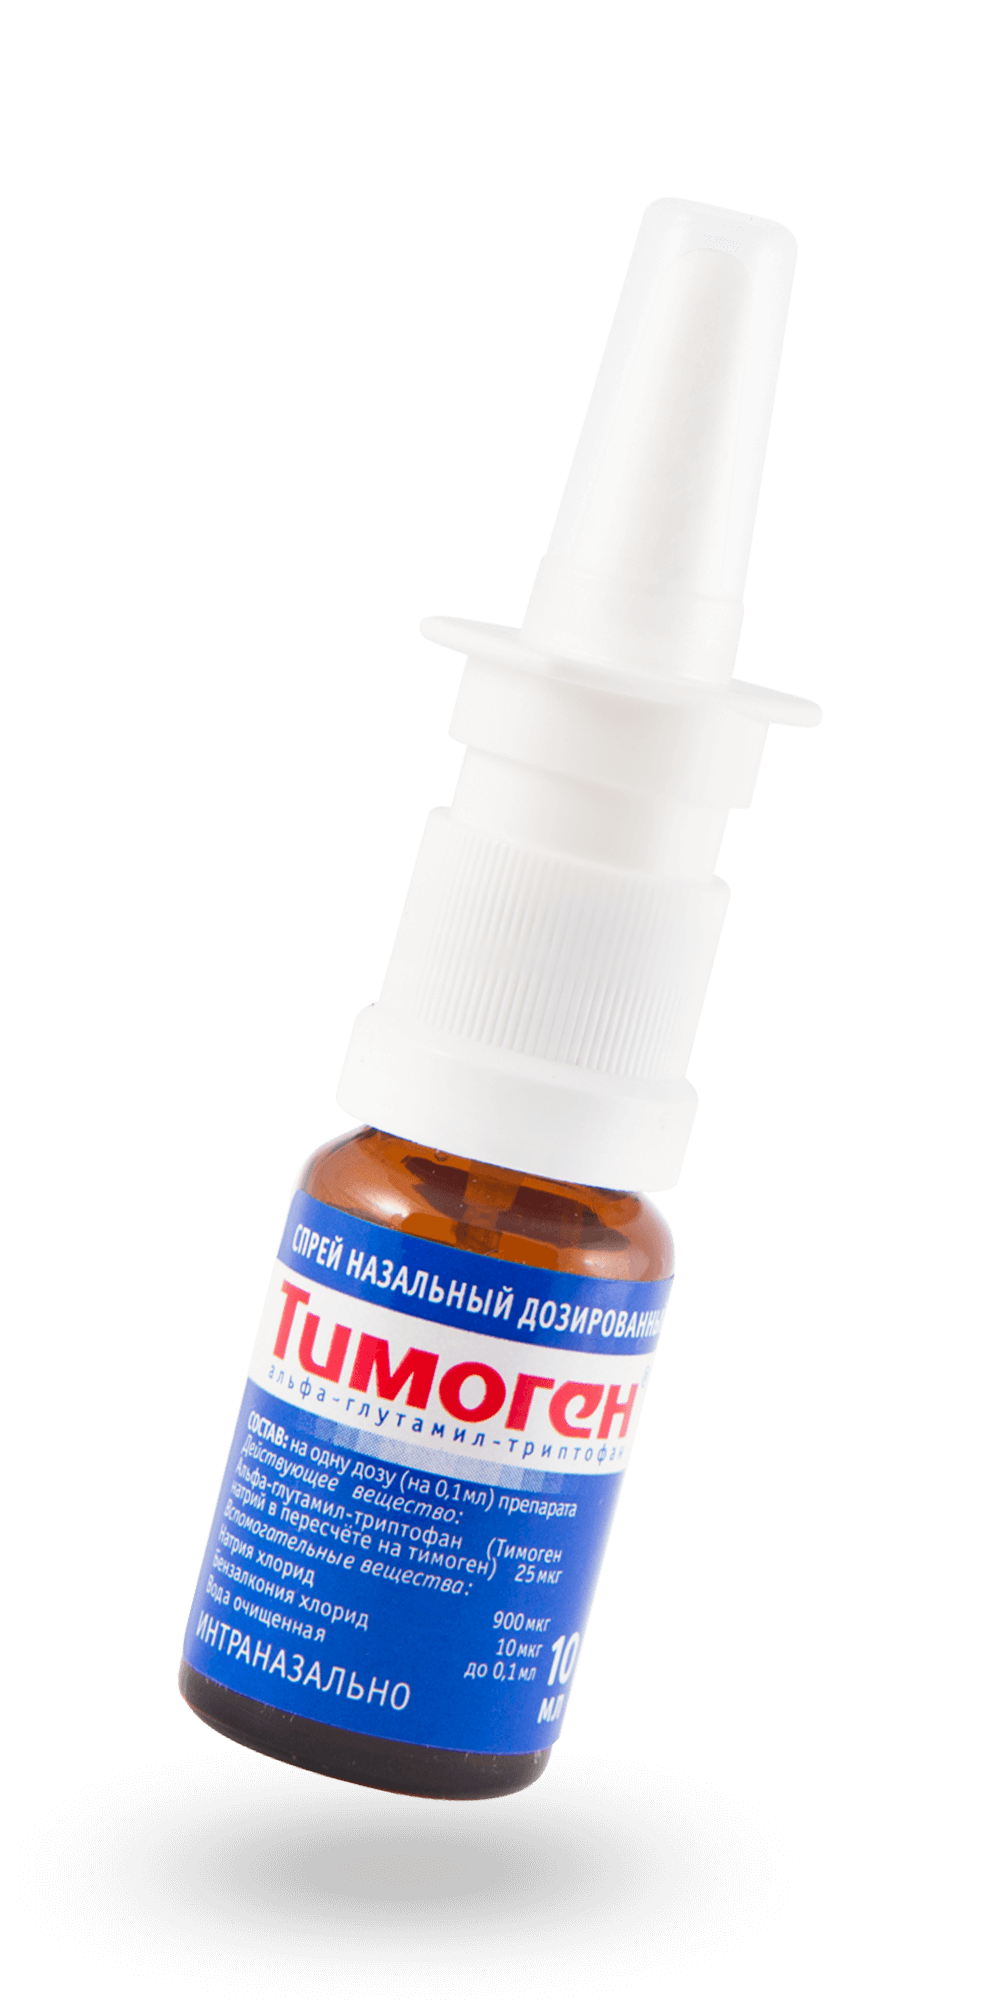 СПРЕЙ НАЗАЛЬНЫЙ ДОЗИРОВАННЫ
Тимоген®
альфа-глутамил-триптофан
СОСТАВ: на одну дозу (на 0,1мл) препарата
Действующее вещество:
Альфа-глутамил-триптофан (Тимоген
натрий в пересчёте на тимоген) 25 мкг
Вспомогательные вещества:
Натрия хлорид 900 мкг
Бензалкония хлорид 10 мкг
Вода очищенная до 0,1 мл
ИНТРАНАЗАЛЬНО
10
мл